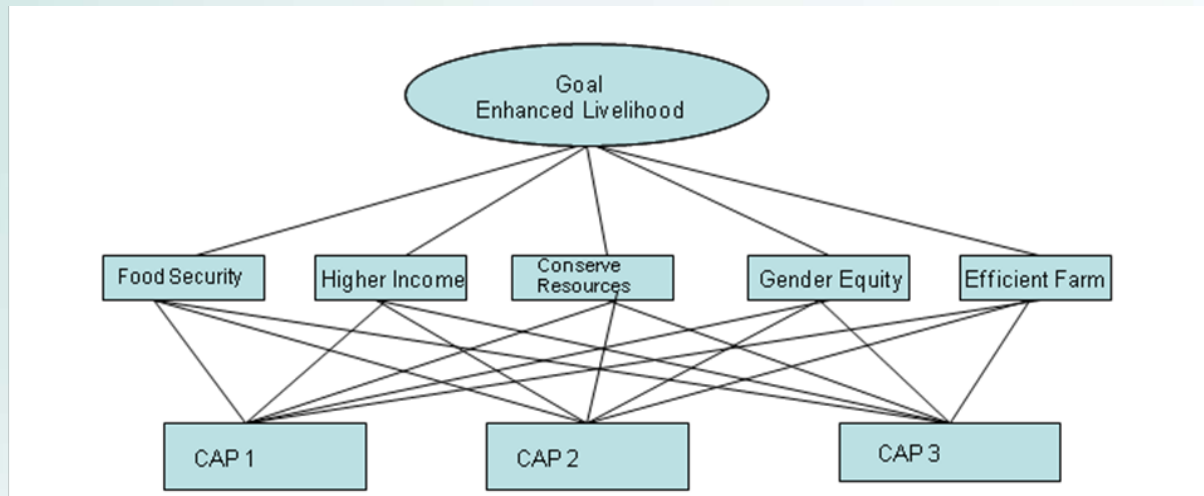 Goal
Enhanced Livelihood
Food Security
Higher Income
Conserve
Resources
Gender Equity
Efficient Farm
CAP 1
CAP 2
CAP 3